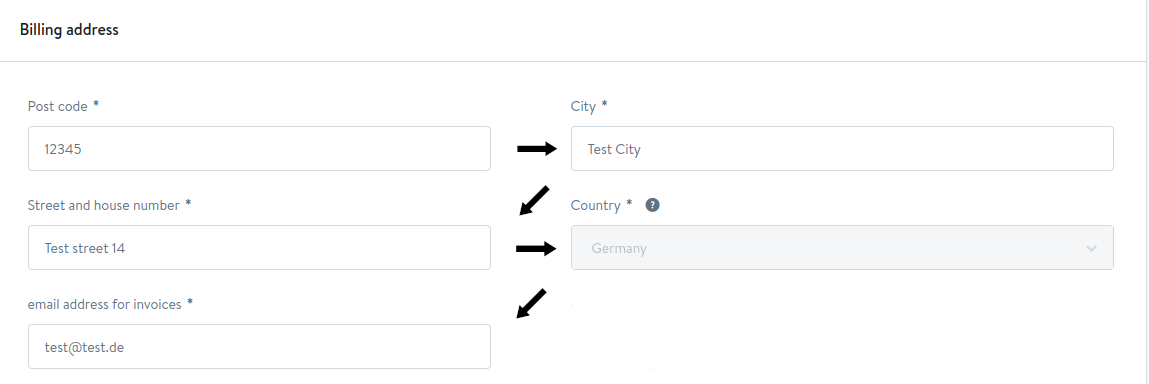 Billing address
Post code *
12345
City *
Test City
Street and house number *
Test street 14
Country * ?
Germany
email address for invoices *
test@test.de